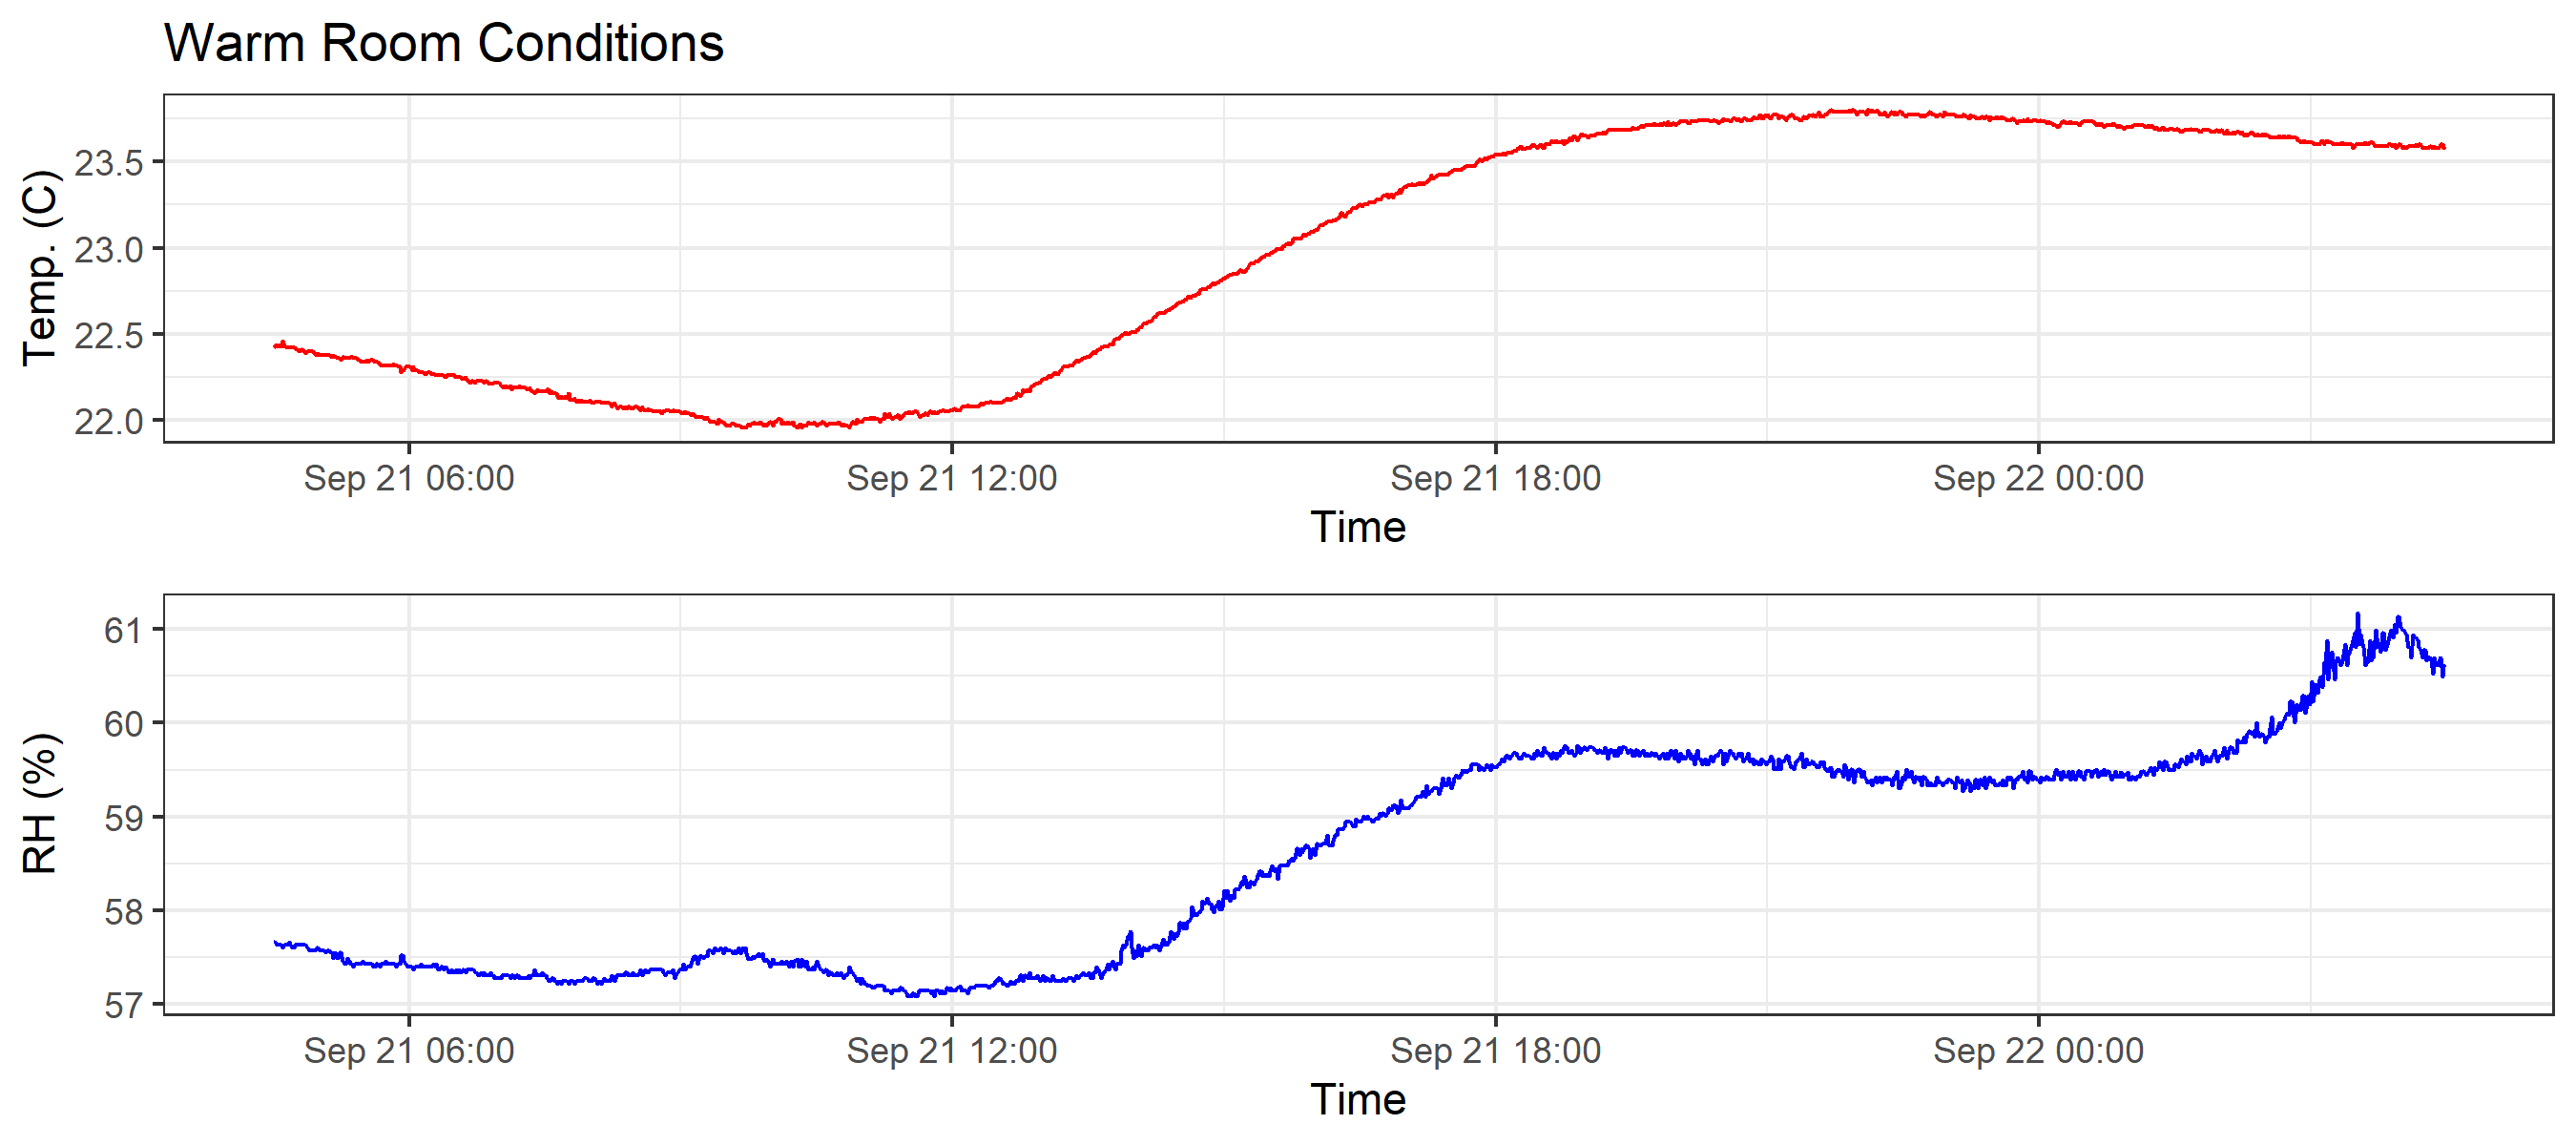 Warm Room Conditions
Temp. (C)
23.5
23.0
22.5
22.0
Sep 21 06:00 Sep 21 12:00 Sep 21 18:00 Sep 22 00:00
Time
RH (%)
61
60
59
58
57
Sep 21 06:00 Sep 21 12:00 Sep 21 18:00 Sep 22 00:00
Time